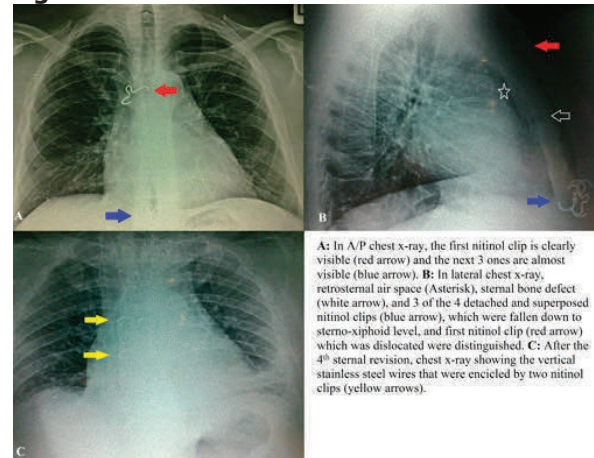 A
B
C
A: In A/P chest x-ray, the first nitinol clip is clearly
visible (red arrow) and the next 3 ones are almost
visible (blue arrow). B: In lateral chest x-ray,
retrosternal air space (Asterisk), sternal bone defect
(white arrow), and 3 of the 4 detached and superposed
nitinol clips (blue arrow), which were fallen down to
sterno-xiphoid level, and first nitinol clip (red arrow)
which was dislocated were distinguished. C: After the
4th sternal revision, chest x-ray showing the vertical
stainless steel wires that were encicled by two nitinol
clips (yellow arrows).